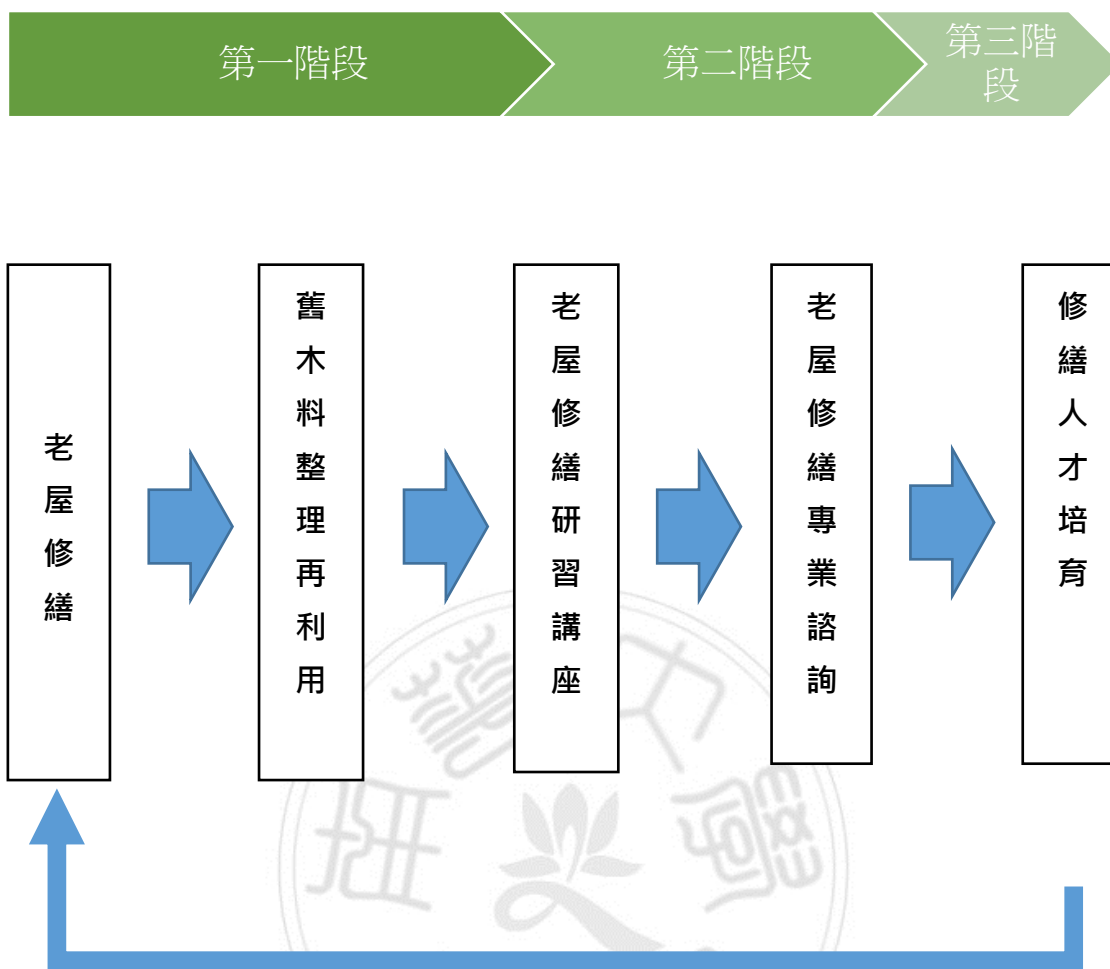 第一階段
第二階段
第三階
段
老屋修繕
舊木料整理再利用
老屋修繕研習講座
老屋修繕專業諮詢
修繕人才培育